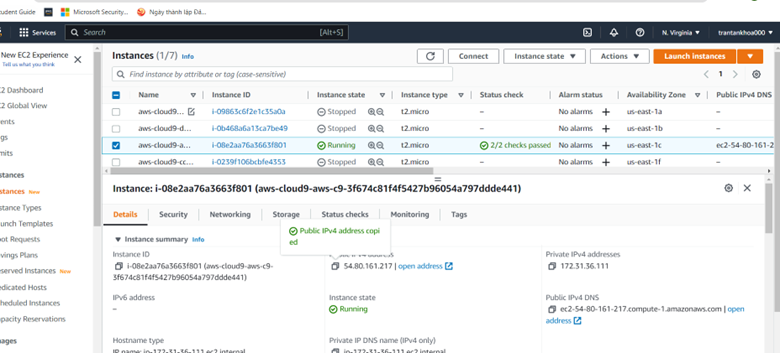 tudent Guide
Microsoft Security...
Ngày thành lập Đả...
Services
Search
[Alt+S]
N. Virginia
trantankhoa000
New EC2 Experience
Tell us what you think
C2 Dashboard
C2 Global View
vents
ags
mits
stances
stances New
stance Types
unch Templates
pot Requests
avings Plans
eserved Instances New
edicated Hosts
cheduled Instances
apacity Reservations
mages
Instances (1/7) Info
Connect
Instance state
Actions
Launch instances
Find instance by attribute or tag (case-sensitive)
1
Name Instance ID Instance state Instance type Status check Alarm status Availability Zone Public IPv4 DNS
aws-cloud9... i-09863c6f2e1c35a0a Stopped t2.micro – No alarms + us-east-1a –
aws-cloud9-d... i-0b468a6a13ca7be49 Stopped t2.micro – No alarms + us-east-1b –
aws-cloud9-a... i-08e2aa76a3663f801 Running t2.micro 2/2 checks passed No alarms + us-east-1c ec2-54-80-161-2
aws-cloud9-cc... i-0239f106bcbfe4353 Stopped t2.micro – No alarms + us-east-1f –
Instance: i-08e2aa76a3663f801 (aws-cloud9-aws-c9-3f674c81f4f5427b96054a797ddde441)
Details Security Networking Storage Status checks Monitoring Tags
Public IPv4 address copi
ed
Instance summary Info
Instance ID
i-08e2aa76a3663f801 (aws-cloud9-aws-c9-
3f674c81f4f5427b96054a797ddde441)
Public IPv4 address
54.80.161.217 | open address
Private IPv4 addresses
172.31.36.111
IPv6 address
–
Instance state
Running
Public IPv4 DNS
ec2-54-80-161-217.compute-1.amazonaws.com | open
address
Hostname type
IP name: ip-172-31-36-111.ec2.internal
Private IP DNS name (IPv4 only)
ip-172-31-36-111.ec2.internal